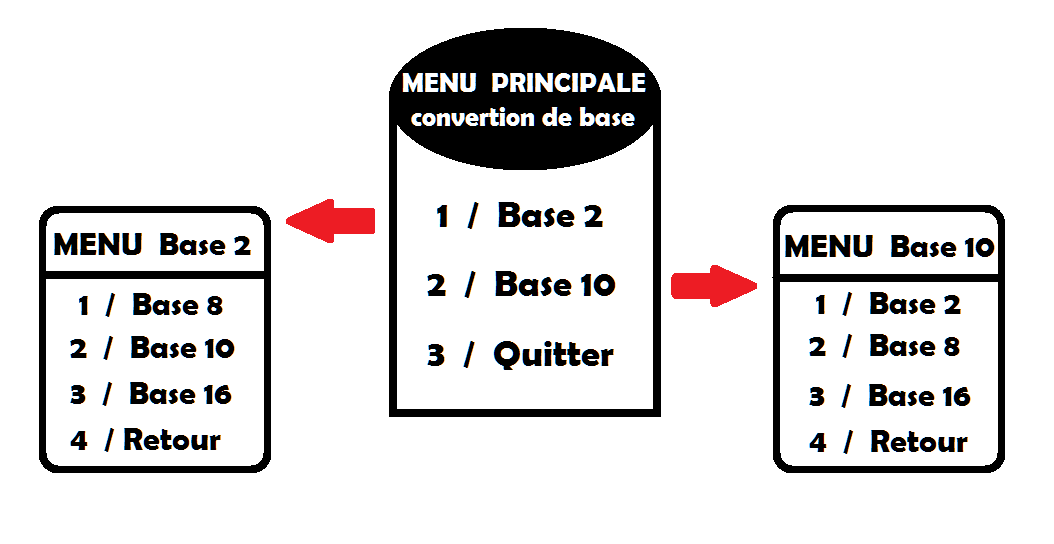 MENU PRINCIPALE
convertion de base
1 / Base 2
2 / Base 10
3 / Quitter
MENU Base 2
1 / Base 8
2 / Base 10
3 / Base 16
4 / Retour
MENU Base 10
1 / Base 2
2 / Base 8
3 / Base 16
4 / Retour